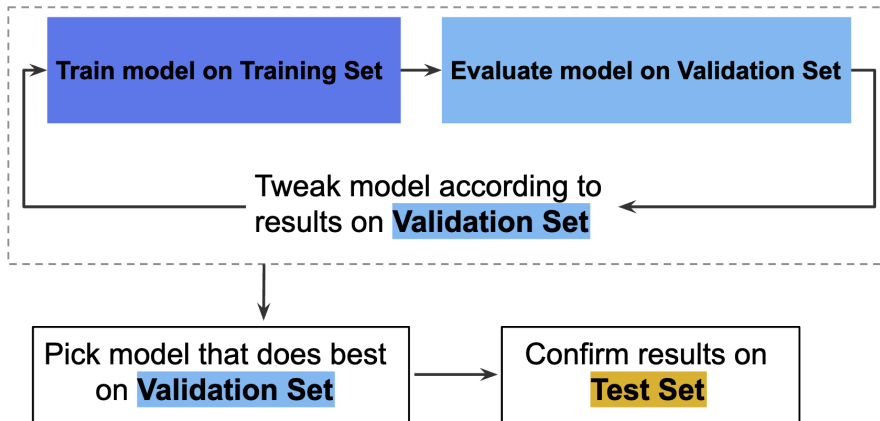 Train model on Training Set
Evaluate model on Validation Set
Tweak model according to
results on Validation Set
Pick model that does best
on Validation Set
Confirm results on
Test Set